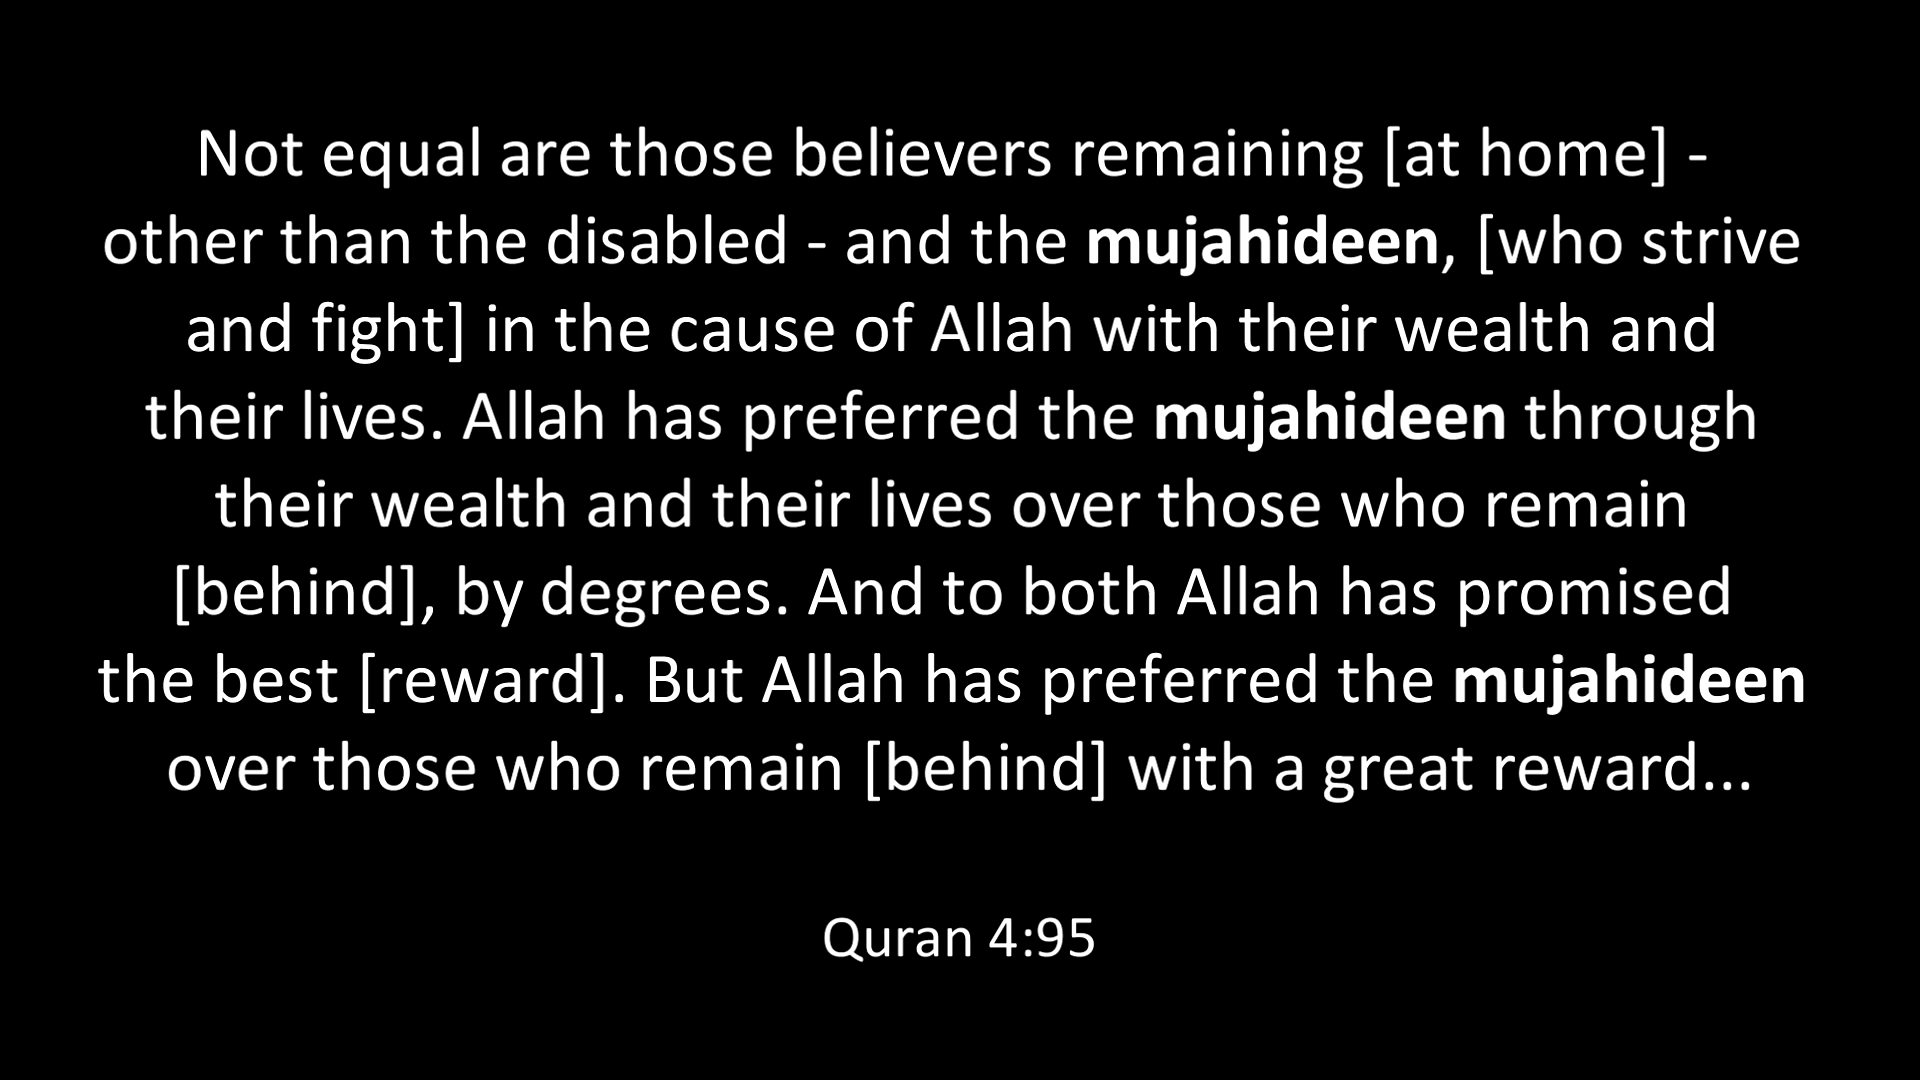 Not equal are those believers remaining [at home] -
other than the disabled - and the mujahideen, [who strive
and fight] in the cause of Allah with their wealth and
their lives. Allah has preferred the mujahideen through
their wealth and their lives over those who remain
[behind], by degrees. And to both Allah has promised
the best [reward]. But Allah has preferred the mujahideen
over those who remain [behind] with a great reward...
Quran 4:95